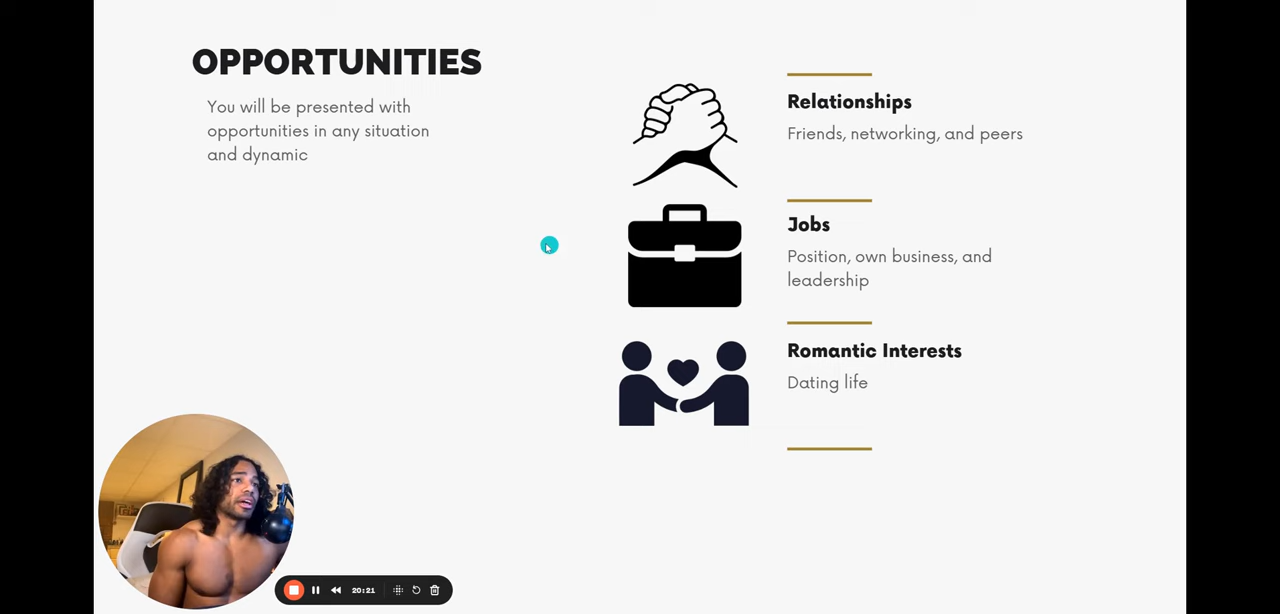 OPPORTUNITIES
You will be presented with
opportunities in any situation
and dynamic
Relationships
Friends, networking, and peers
Jobs
Position, own business, and
leadership
Romantic Interests
Dating life
20:21